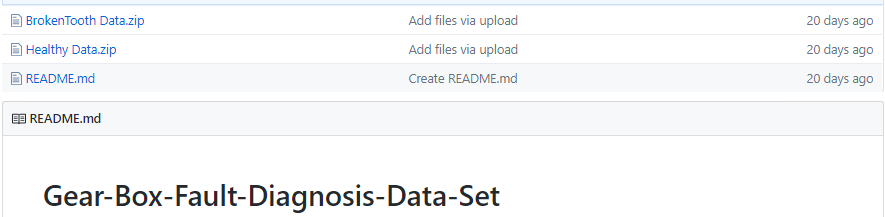 BrokenTooth Data.zip Add files via upload 20 days ago
Healthy Data.zip Add files via upload 20 days ago
README.md Create README.md 20 days ago
README.md
Gear-Box-Fault-Diagnosis-Data-Set